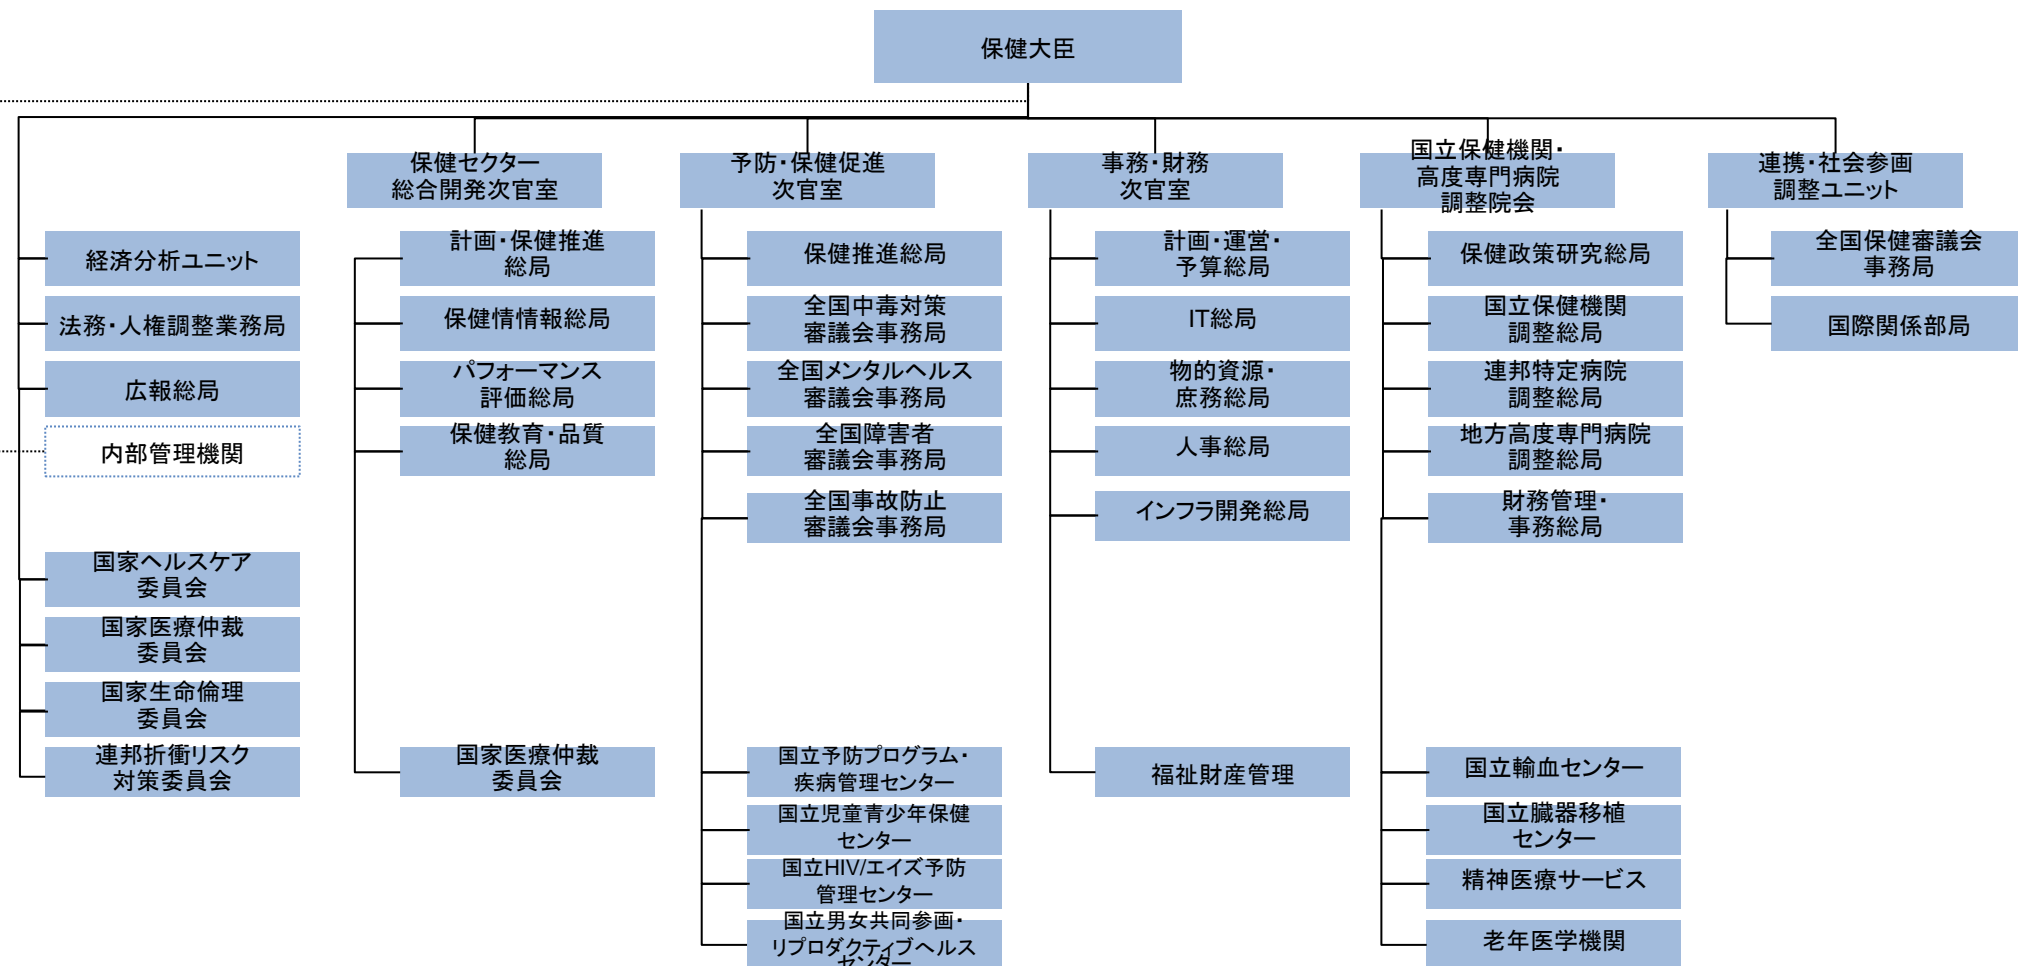 保健大臣
保健セクター
総合開発次官室
予防・保健促進
次官室
事務・財務
次官室
国立保健機関・
高度専門病院
調整院会
連携・社会参画
調整ユニット
経済分析ユニット
法務・人権調整業務局
広報総局
内部管理機関
国家ヘルスケア
委員会
国家医療仲裁
委員会
国家生命倫理
委員会
連邦折衝リスク
対策委員会
計画・保健推進
総局
保健情情報総局
パフォーマンス
評価総局
保健教育・品質
総局
国家医療仲裁
委員会
保健推進総局
全国中毒対策
審議会事務局
全国メンタルヘルス
審議会事務局
全国障害者
審議会事務局
全国事故防止
審議会事務局
国立予防プログラム・
疾病管理センター
国立児童青少年保健
センター
国立HIV/エイズ予防
管理センター
国立男女共同参画・
リプロダクティブヘルス
センター
計画・運営・
予算総局
IT総局
物的資源・
庶務総局
人事総局
インフラ開発総局
福祉財産管理
保健政策研究総局
国立保健機関
調整総局
連邦特定病院
調整総局
地方高度専門病院
調整総局
財務管理・
事務総局
国立輸血センター
国立臓器移植
センター
精神医療サービス
老年医学機関
全国保健審議会
事務局
国際関係部局